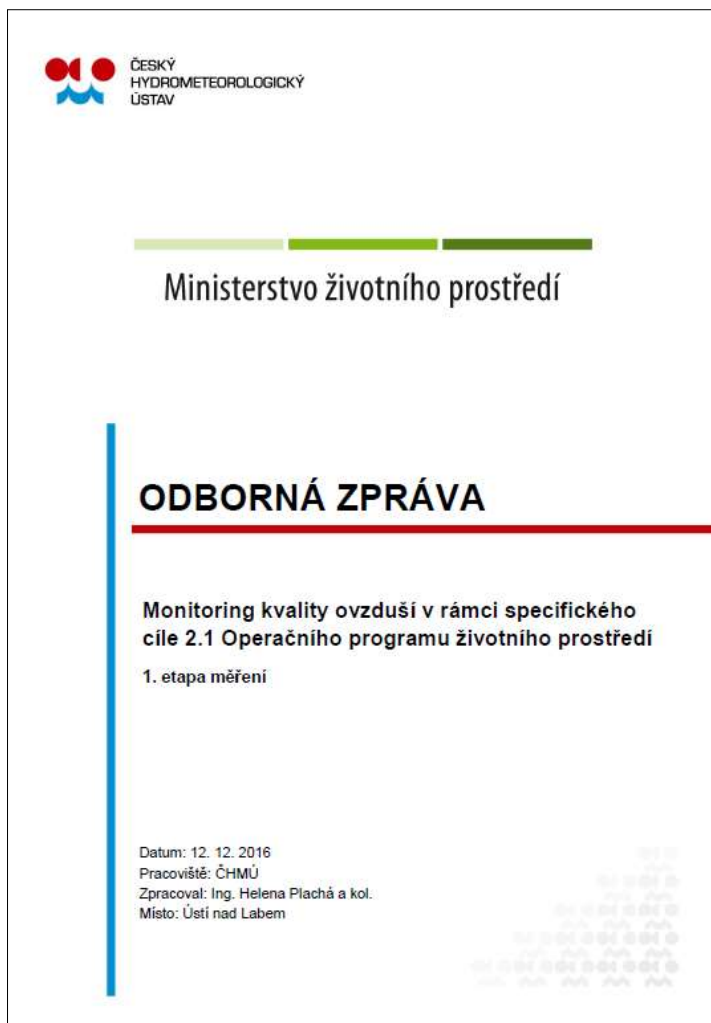 ČESKÝ
HYDROMETEOROLOGICKÝ
ÚSTAV
Ministerstvo životního prostředí
ODBORNÁ ZPRÁVA
Monitoring kvality ovzduší v rámci specifického
cíle 2.1 Operačního programu životního prostředí
1. etapa měření
Datum: 12. 12. 2016
Pracoviště: ČHMÚ
Zpracoval: Ing. Helena Plachá a kol.
Místo: Ústí nad Labem